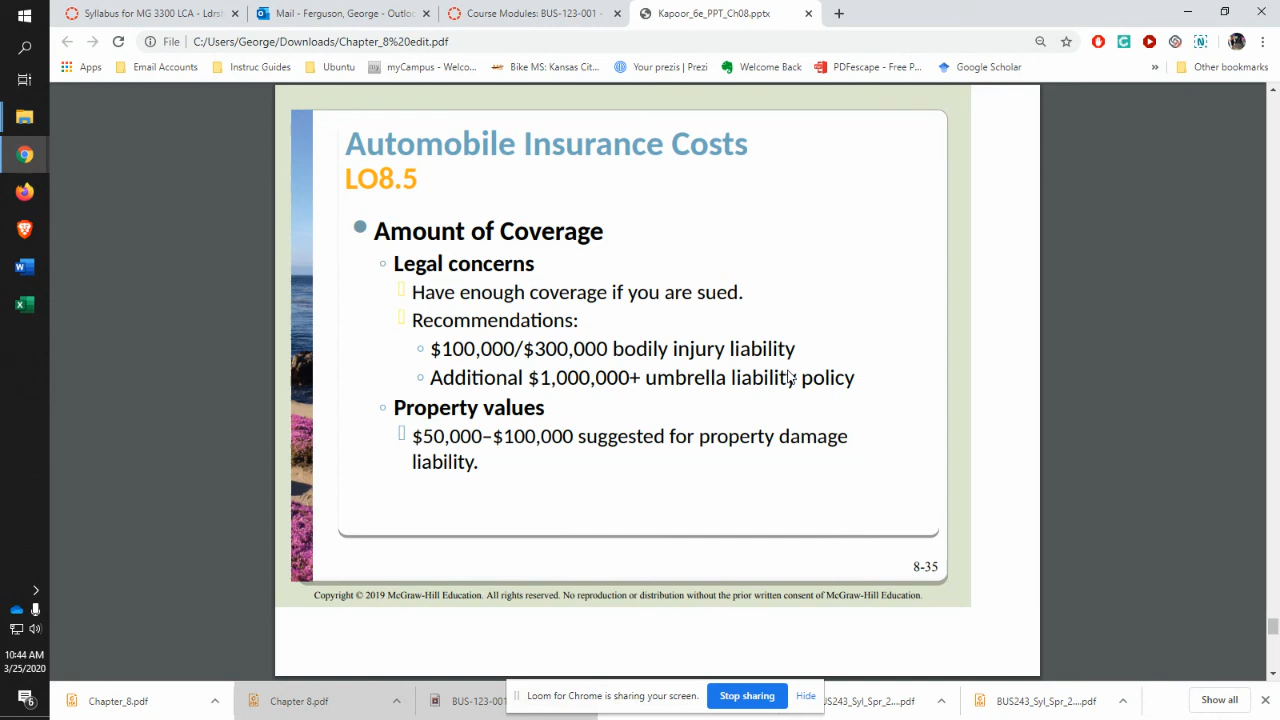 Syllabus for MG 3300 LCA - Ldrs
Mail - Ferguson, George - Outlo
Course Modules: BUS-123-001 -
Kapoor_6e_PPT_Ch08.pptx
File
C:/Users/George/Downloads/Chapter_8%20edit.pdf
Apps
Email Accounts
Instruc Guides
Ubuntu
myCampus - Welco...
Bike MS: Kansas Cit...
Your prezis | Prezi
Welcome Back
PDFescape - Free P...
Google Scholar
»
Other bookmarks
Automobile Insurance Costs
LO8.5
Amount of Coverage
Legal concerns
Have enough coverage if you are sued.
Recommendations:
$100,000/$300,000 bodily injury liability
Additional $1,000,000+ umbrella liability policy
Property values
$50,000–$100,000 suggested for property damage
liability.
8-35
Copyright © 2019 McGraw-Hill Education. All rights reserved. No reproduction or distribution without the prior written consent of McGraw-Hill Education.
10:44 AM
3/25/2020
6
Chapter_8.pdf
Chapter 8.pdf
BUS-123-001
Loom for Chrome is sharing your screen.
Stop sharing
Hide
BUS243_Syl_Spr_2....pdf
BUS243_Syl_Spr_2....pdf
Show all